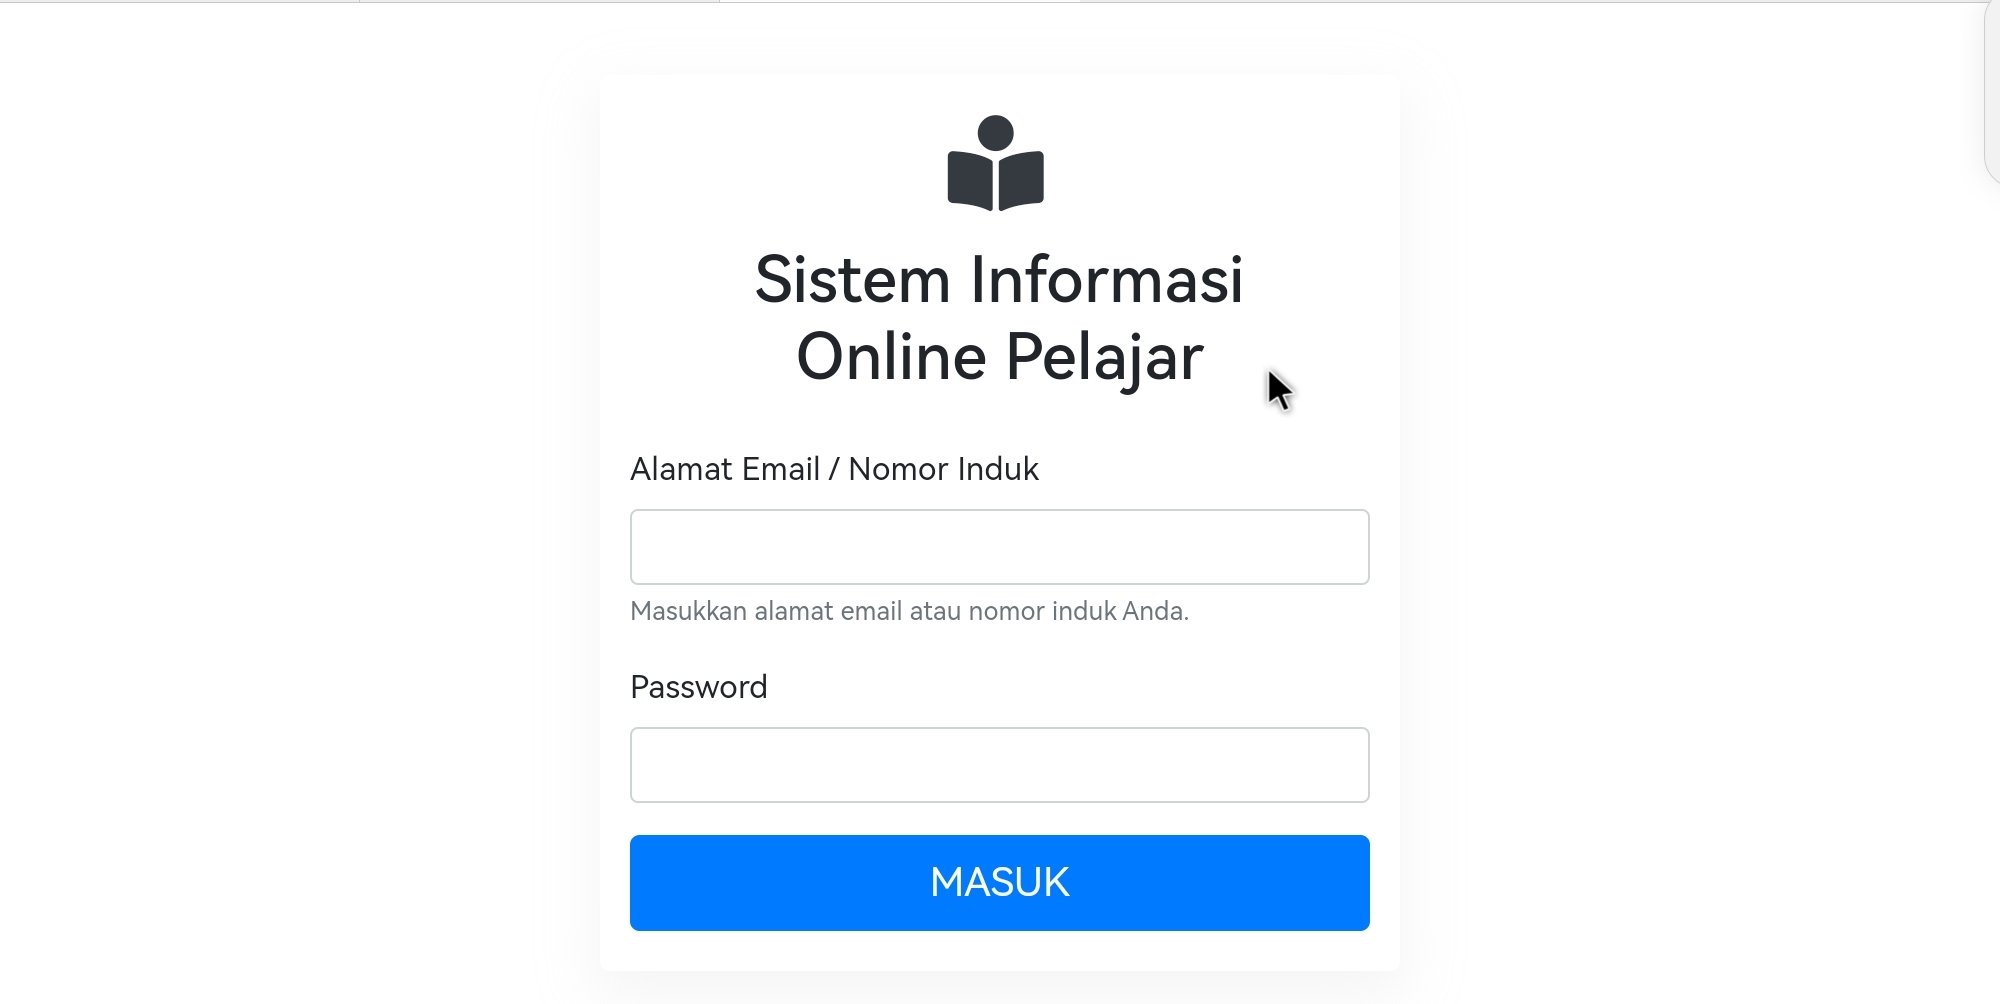 Sistem Informasi
Online Pelajar
Alamat Email / Nomor Induk
Masukkan alamat email atau nomor induk Anda.
Password
MASUK